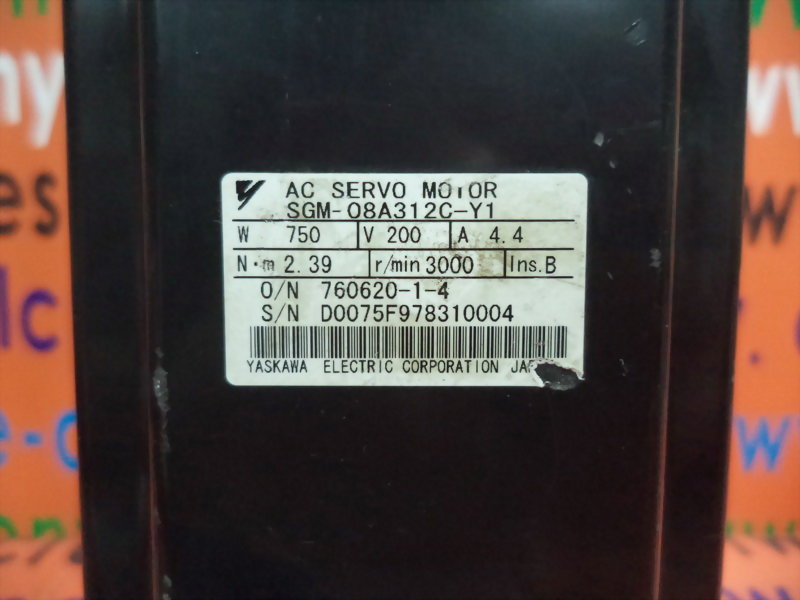 AC SERVO MOTOR
SGM-08A312C-Y1
W 750 V 200 A 4.4
N·m 2.39 r/min 3000 Ins.B
O/N 760620-1-4
S/N D0075F978310004
YASKAWA ELECTRIC CORPORATION